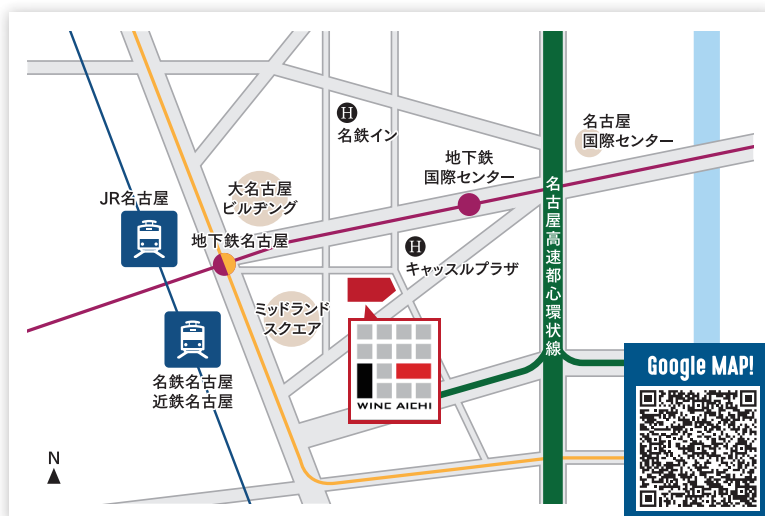 H
名鉄イン
名古屋
国際センター
地下鉄
国際センター
JR名古屋
大名古屋
ビルヂング
地下鉄名古屋
H
キャッスルプラザ
名古屋高速都心環状線
ミッドランド
スクエア
名鉄名古屋
近鉄名古屋
WINC AICHI
Google MAP!
N